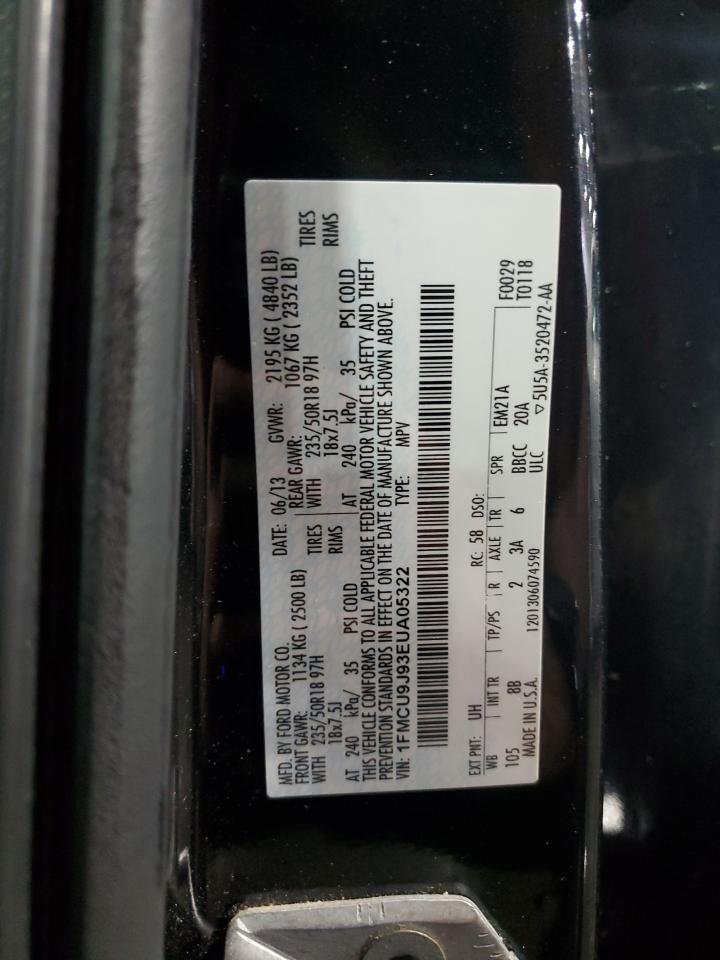 MFD. BY FORD MOTOR CO. DATE: 06/13 GVWR: 2195 KG ( 4840 LB)
FRONT GAWR: 1134 KG ( 2500 LB) REAR GAWR: 1067 KG ( 2352 LB)
WITH 235/50R18 97H TIRES WITH 235/50R18 97H TIRES
18x7.5J RIMS 18x7.5J RIMS
AT 240 kPa/ 35 PSI COLD AT 240 kPa/ 35 PSI COLD
THIS VEHICLE CONFORMS TO ALL APPLICABLE FEDERAL MOTOR VEHICLE SAFETY AND THEFT
PREVENTION STANDARDS IN EFFECT ON THE DATE OF MANUFACTURE SHOWN ABOVE.
VIN: 1FMCU9J93EUA05322 TYPE: MPV
EXT PNT: UH RC: 58 DSO: F0029
WB INT TR TP/PS R AXLE TR SPR EM21A T0118
105 8B 2 3A 6 BBCC 20A
MADE IN U.S.A. 1201306074590 ULC ▽5U5A-3520472-AA